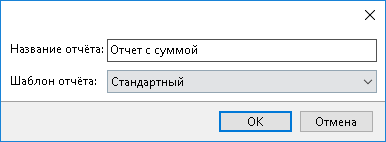 Название отчёта: Отчет с суммой
Шаблон отчёта: Стандартный
OK Отмена